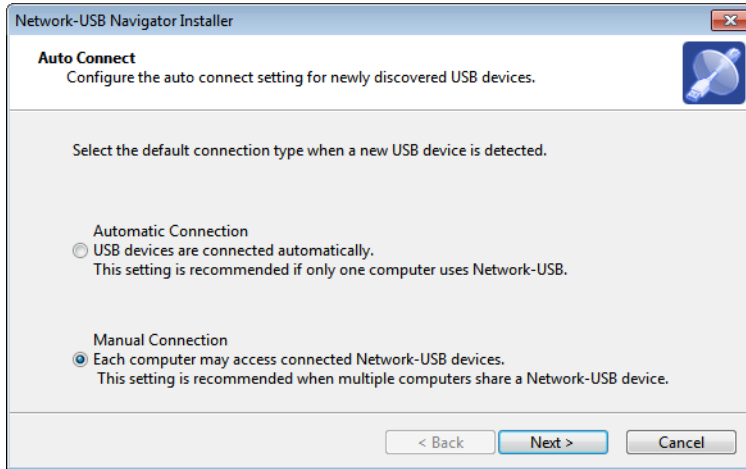 Network-USB Navigator Installer
Auto Connect
Configure the auto connect setting for newly discovered USB devices.
Select the default connection type when a new USB device is detected.
Automatic Connection
USB devices are connected automatically.
This setting is recommended if only one computer uses Network-USB.
Manual Connection
Each computer may access connected Network-USB devices.
This setting is recommended when multiple computers share a Network-USB device.
< Back
Next >
Cancel